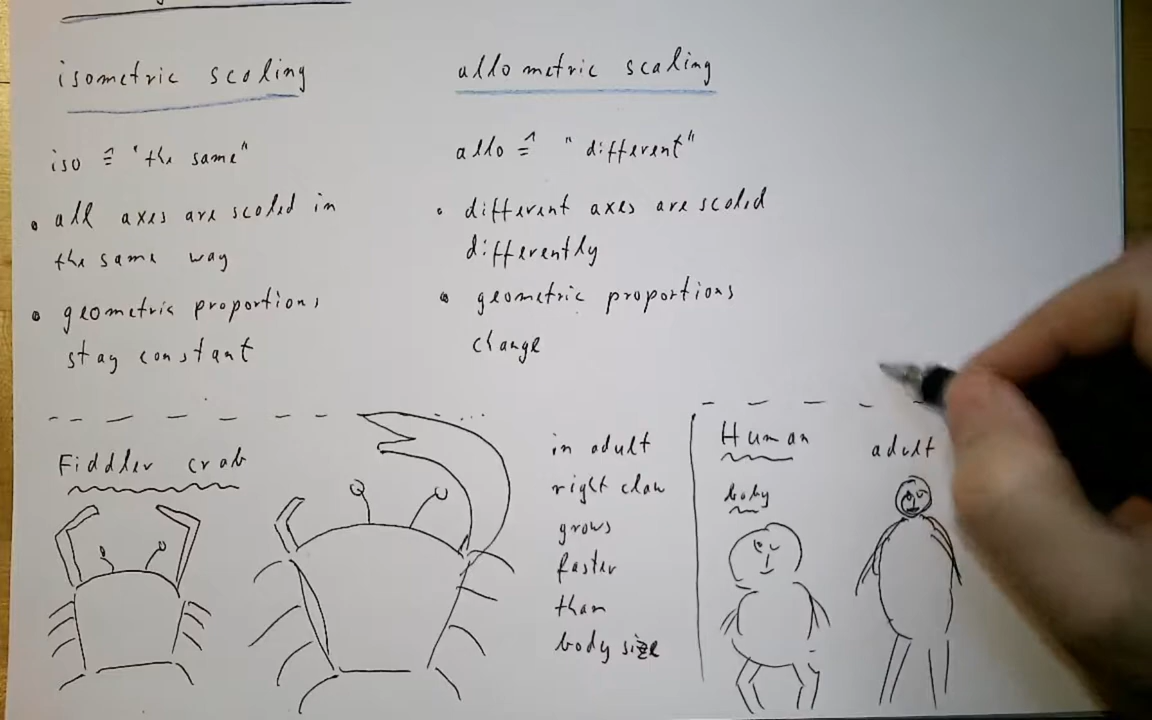 isometric scaling
iso ≙ "the same"
• all axes are scaled in
the same way
• geometric proportions
stay constant
allometric scaling
allo ≙ "different"
• different axes are scaled
differently
• geometric proportions
change
Fiddler crab
in adult
right claw
grows
faster
than
body size
Human
baby
adult